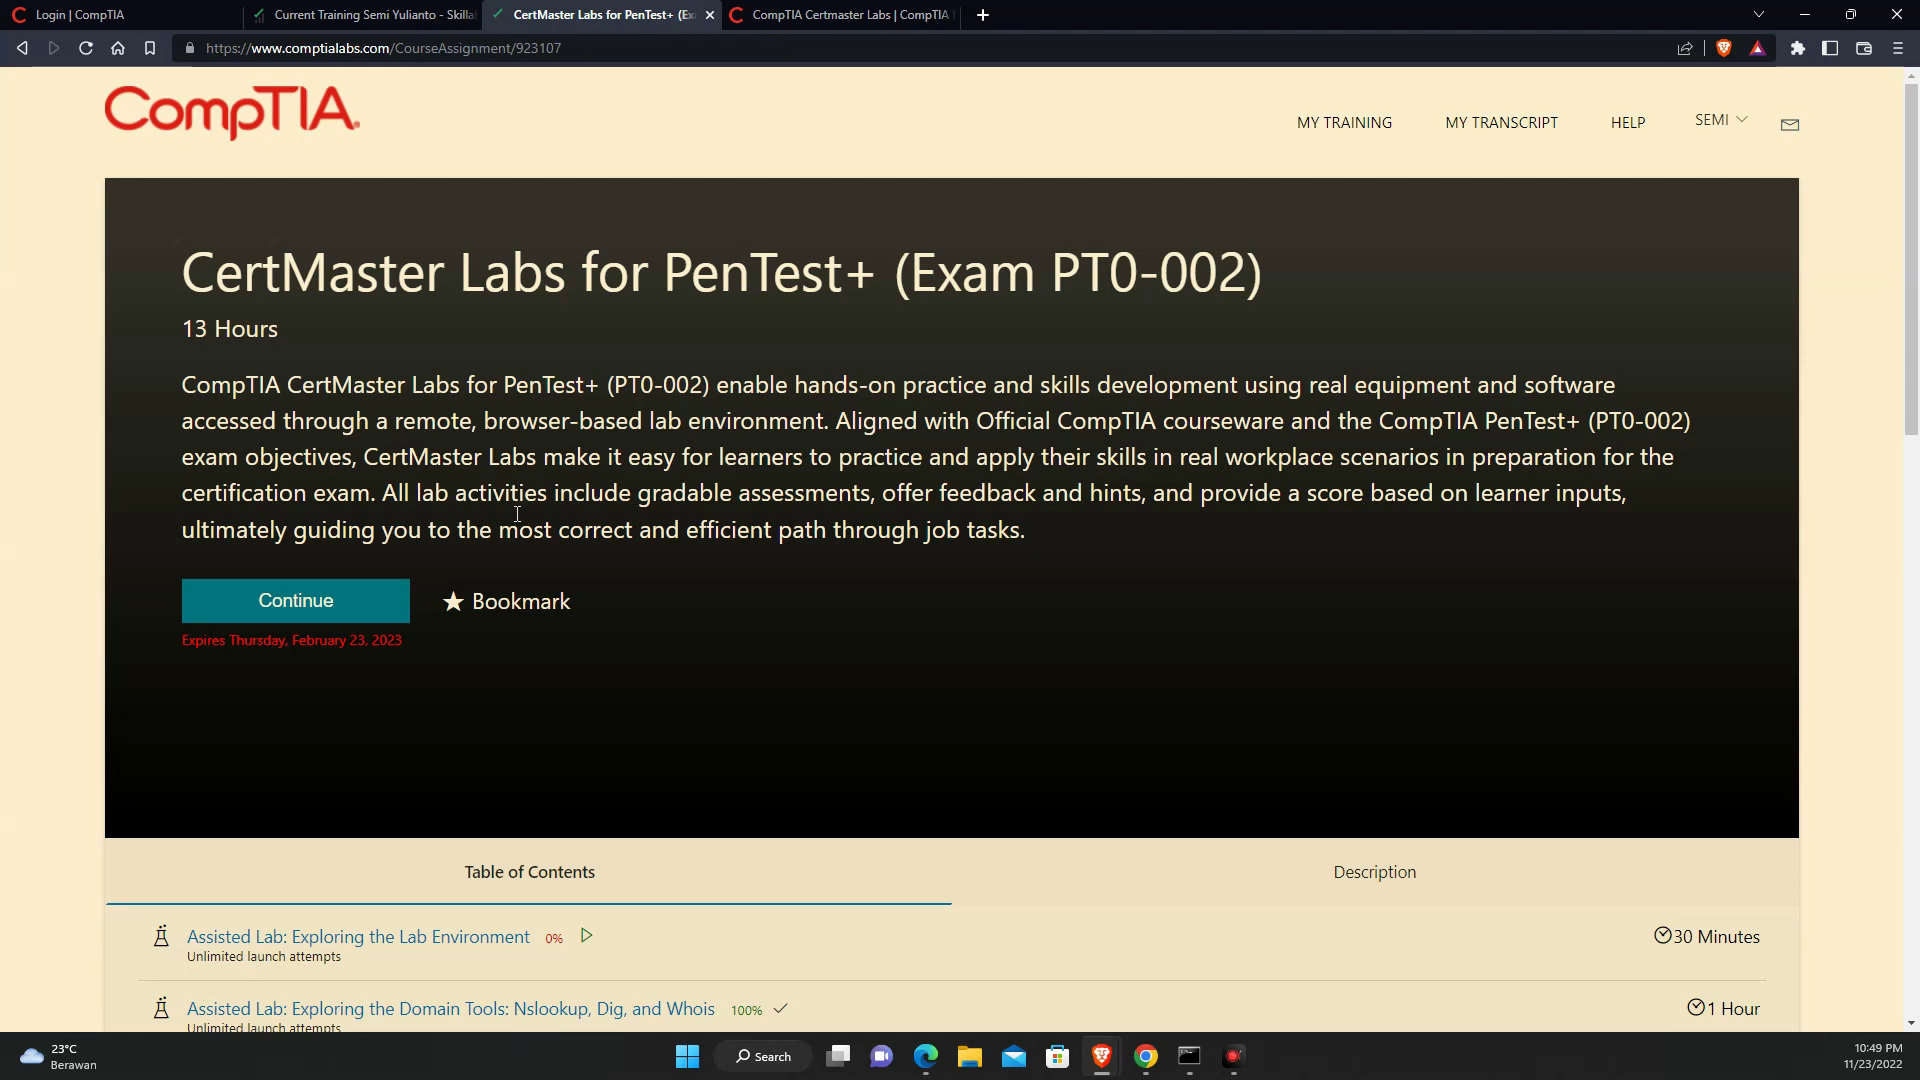 Login | CompTIA
Current Training Semi Yulianto - Skilla
CertMaster Labs for PenTest+ (Ex
CompTIA Certmaster Labs | CompTIA
https://www.comptialabs.com/CourseAssignment/923107
CompTIA.
MY TRAINING
MY TRANSCRIPT
HELP
SEMI
CertMaster Labs for PenTest+ (Exam PT0-002)
13 Hours
CompTIA CertMaster Labs for PenTest+ (PT0-002) enable hands-on practice and skills development using real equipment and software
accessed through a remote, browser-based lab environment. Aligned with Official CompTIA courseware and the CompTIA PenTest+ (PT0-002)
exam objectives, CertMaster Labs make it easy for learners to practice and apply their skills in real workplace scenarios in preparation for the
certification exam. All lab activities include gradable assessments, offer feedback and hints, and provide a score based on learner inputs,
ultimately guiding you to the most correct and efficient path through job tasks.
Continue
Bookmark
Expires Thursday, February 23, 2023
Table of Contents
Description
Assisted Lab: Exploring the Lab Environment 0%
30 Minutes
Unlimited launch attempts
Assisted Lab: Exploring the Domain Tools: Nslookup, Dig, and Whois 100%
1 Hour
Unlimited launch attempts
23°C
Berawan
Search
10:49 PM
11/23/2022